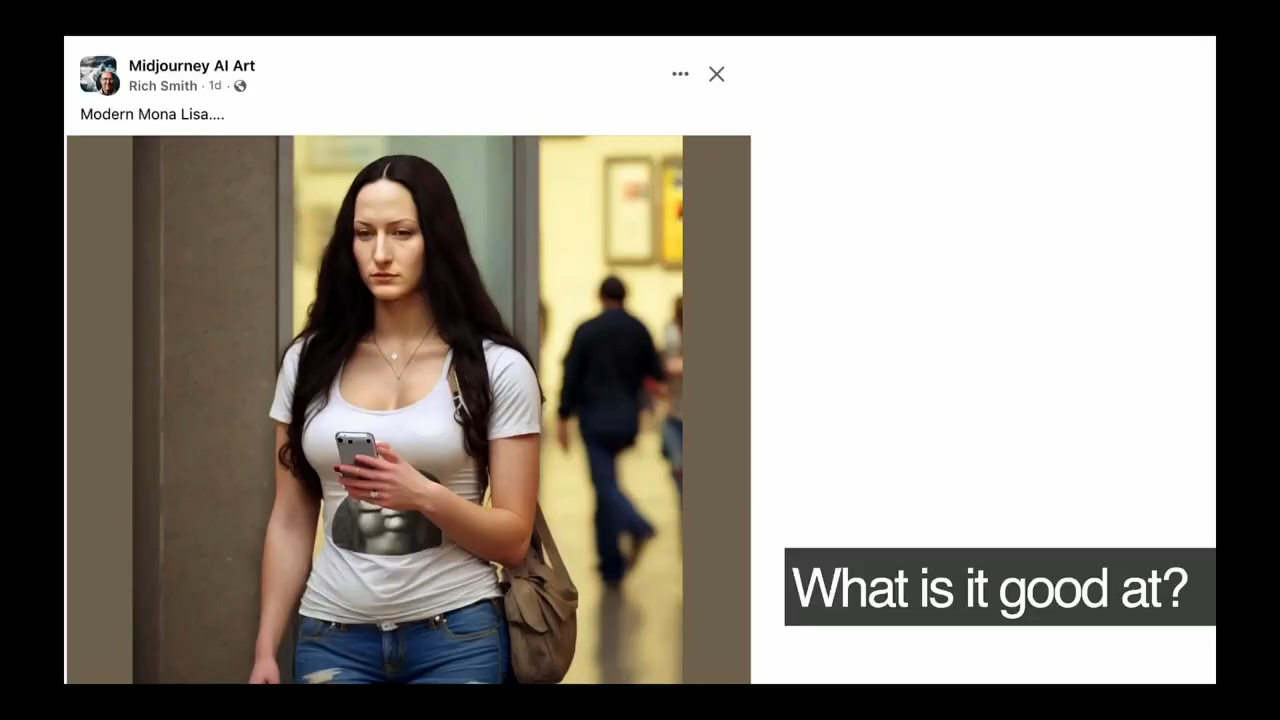 Midjourney AI Art
Rich Smith · 1d ·
Modern Mona Lisa....
What is it good at?